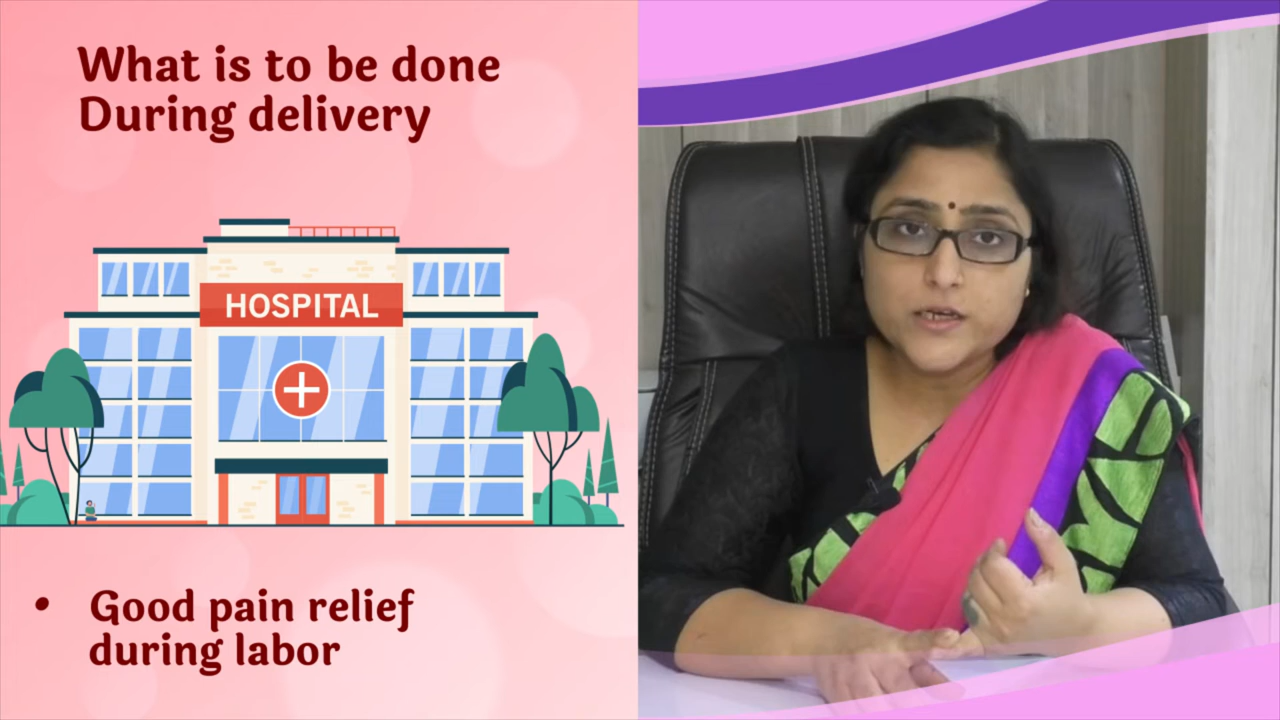 What is to be done
During delivery
HOSPITAL
• Good pain relief
during labor